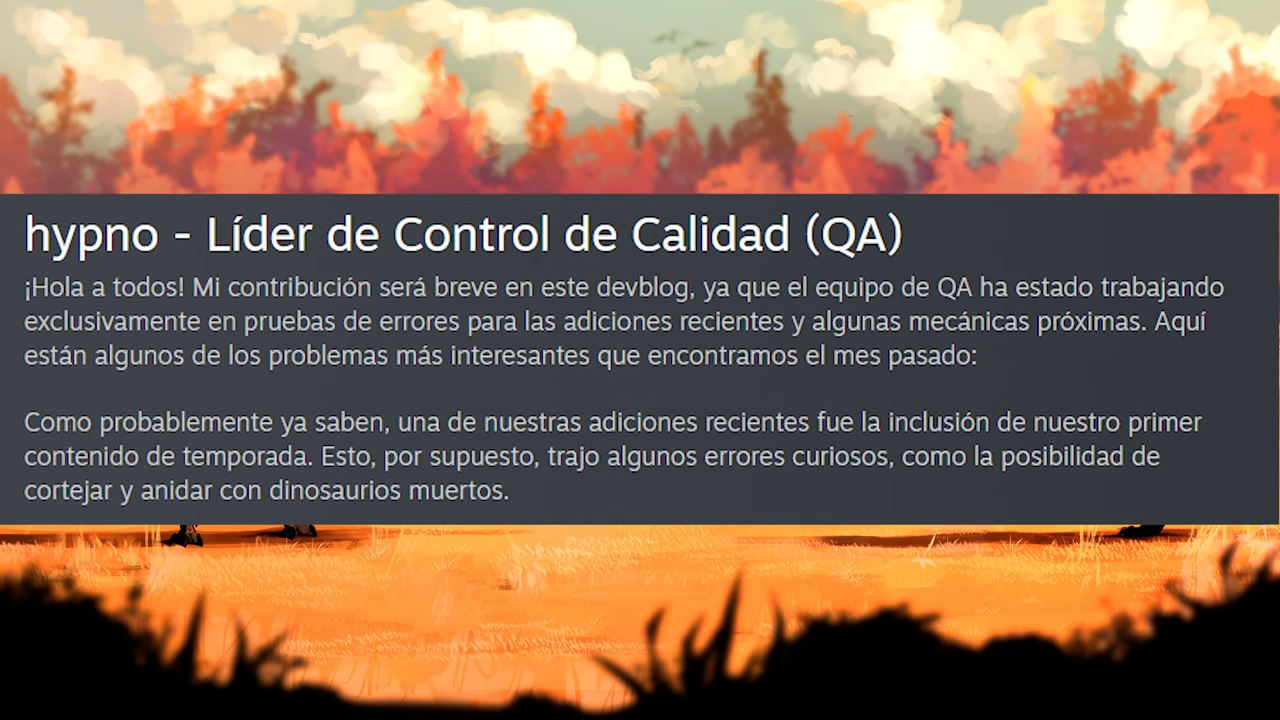 hypno - Líder de Control de Calidad (QA)
¡Hola a todos! Mi contribución será breve en este devblog, ya que el equipo de QA ha estado trabajando
exclusivamente en pruebas de errores para las adiciones recientes y algunas mecánicas próximas. Aquí
están algunos de los problemas más interesantes que encontramos el mes pasado:
Como probablemente ya saben, una de nuestras adiciones recientes fue la inclusión de nuestro primer
contenido de temporada. Esto, por supuesto, trajo algunos errores curiosos, como la posibilidad de
cortejar y anidar con dinosaurios muertos.